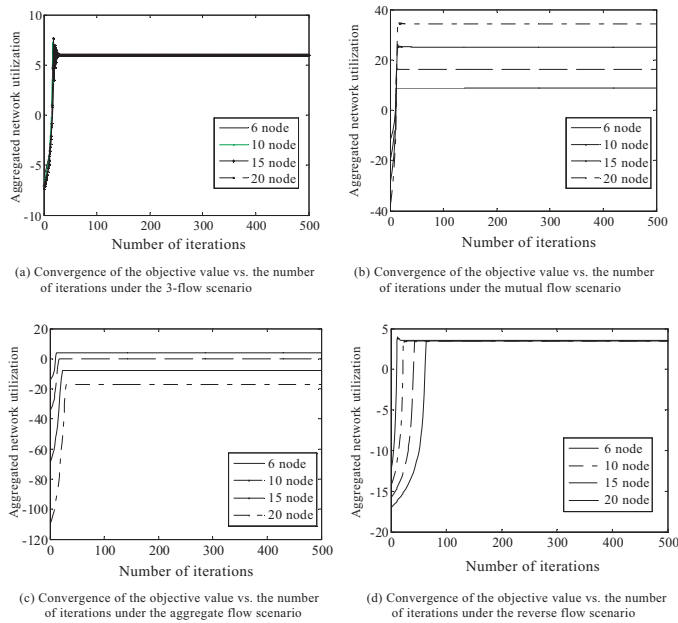 10
5
0
-5
-10
0
100
200
300
400
500
Aggregated network utilization
Number of iterations
6 node
10 node
15 node
20 node
(a) Convergence of the objective value vs. the number
of iterations under the 3-flow scenario
40
20
0
-20
-40
0
100
200
300
400
500
Aggregated network utilization
Number of iterations
6 node
10 node
15 node
20 node
(b) Convergence of the objective value vs. the number
of iterations under the mutual flow scenario
20
0
-20
-40
-60
-80
-100
-120
0
100
200
300
400
500
Aggregated network utilization
Number of iterations
6 node
10 node
15 node
20 node
(c) Convergence of the objective value vs. the number
of iterations under the aggregate flow scenario
5
0
-5
-10
-15
-20
0
100
200
300
400
500
Aggregated network utilization
Number of iterations
6 node
10 node
15 node
20 node
(d) Convergence of the objective value vs. the number
of iterations under the reverse flow scenario